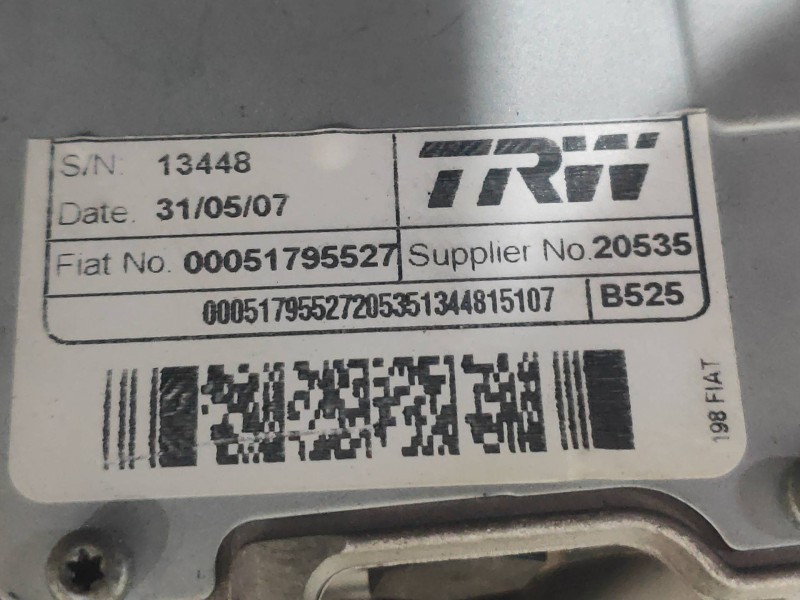 S/N: 13448
TRW
Date. 31/05/07
Fiat No. 00051795527
Supplier No. 20535
00051795527205351344815107
B525
198 FIAT